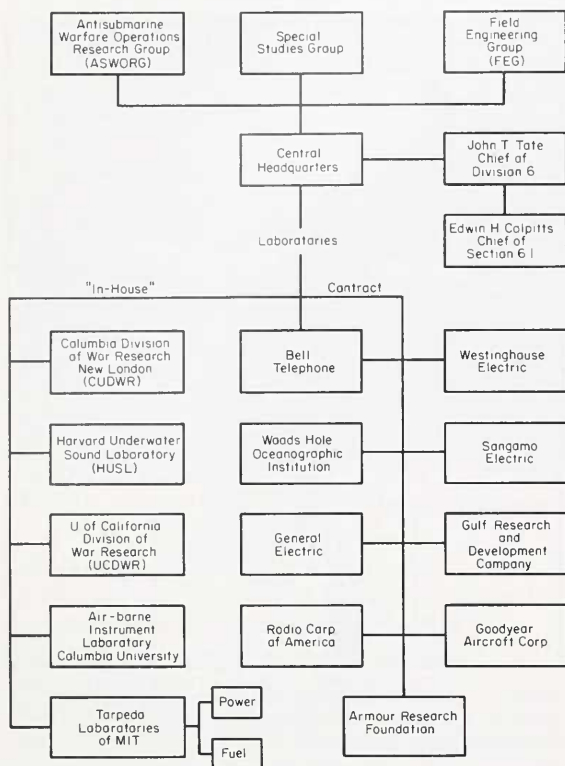 Antisubmarine
Warfare Operations
Research Group
(ASWORG)
Special
Studies Group
Field
Engineering
Group
(FEG)
Central
Headquarters
John T Tate
Chief of
Division 6
Edwin H Colpitts
Chief of
Section 6 1
Laboratories
"In-House"
Contract
Columbia Division
of War Research
New London
(CUDWR)
Bell
Telephone
Westinghouse
Electric
Harvard Underwater
Sound Laboratory
(HUSL)
Woods Hole
Oceanographic
Institution
Sangamo
Electric
U of California
Division of
War Research
(UCDWR)
General
Electric
Gulf Research
and
Development
Company
Air-borne
Instrument
Laboratory
Columbia University
Radio Corp
of America
Goodyear
Aircraft Corp
Torpedo
Laboratories
of MIT
Power
Fuel
Armour Research
Foundation